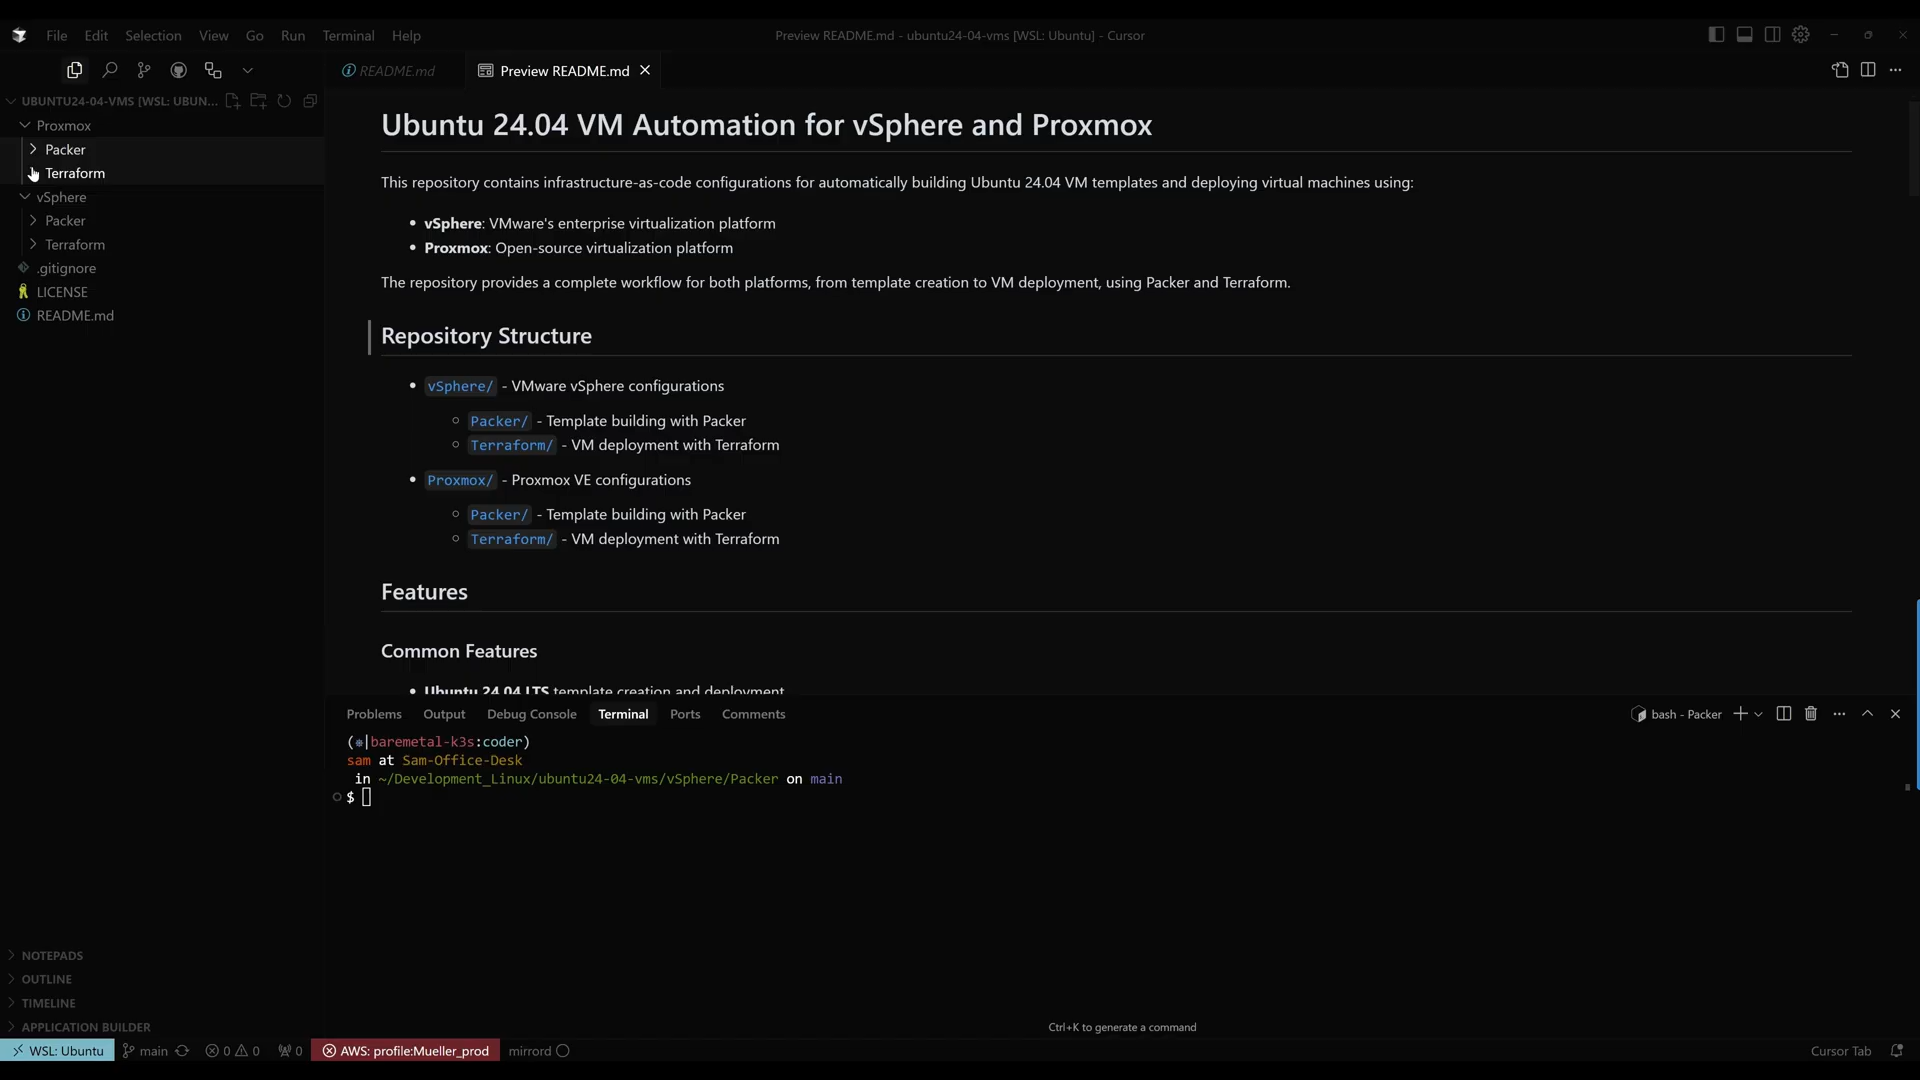 File Edit Selection View Go Run Terminal Help
Preview README.md - ubuntu24-04-vms [WSL: Ubuntu] - Cursor
README.md
Preview README.md
UBUNTU24-04-VMS [WSL: UBUN...
Proxmox
Packer
Terraform
vSphere
Packer
Terraform
.gitignore
LICENSE
README.md
Ubuntu 24.04 VM Automation for vSphere and Proxmox
This repository contains infrastructure-as-code configurations for automatically building Ubuntu 24.04 VM templates and deploying virtual machines using:
• vSphere: VMware's enterprise virtualization platform
• Proxmox: Open-source virtualization platform
The repository provides a complete workflow for both platforms, from template creation to VM deployment, using Packer and Terraform.
Repository Structure
• vSphere/ - VMware vSphere configurations
○ Packer/ - Template building with Packer
○ Terraform/ - VM deployment with Terraform
• Proxmox/ - Proxmox VE configurations
○ Packer/ - Template building with Packer
○ Terraform/ - VM deployment with Terraform
Features
Common Features
• Ubuntu 24.04 LTS template creation and deployment
Problems Output Debug Console Terminal Ports Comments
bash - Packer
(⎈|baremetal-k3s:coder)
sam at Sam-Office-Desk
in ~/Development_Linux/ubuntu24-04-vms/vSphere/Packer on main
$
NOTEPADS
OUTLINE
TIMELINE
APPLICATION BUILDER
Ctrl+K to generate a command
WSL: Ubuntu main 0 0 0 AWS: profile:Mueller_prod mirrord Cursor Tab